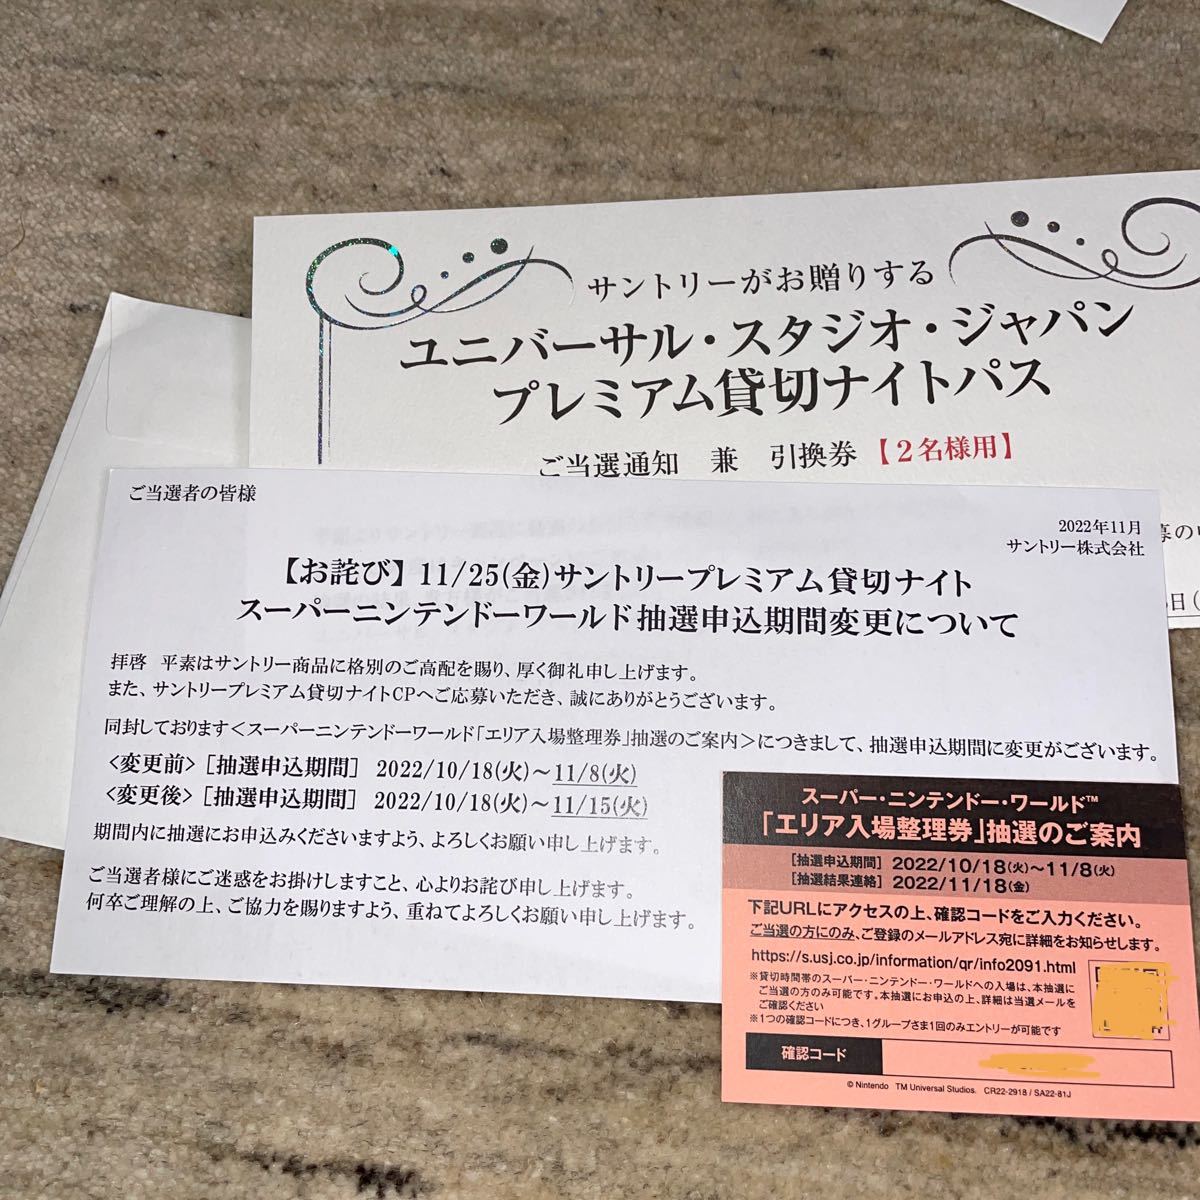 サントリーがお贈りする
ユニバーサル・スタジオ・ジャパン
プレミアム貸切ナイトパス
ご当選通知 兼 引換券【2名様用】
ご当選者の皆様
2022年11月
サントリー株式会社
【お詫び】11/25(金)サントリープレミアム貸切ナイト
スーパーニンテンドーワールド抽選申込期間変更について
拝啓 平素はサントリー商品に格別のご高配を賜り、厚く御礼申し上げます。
また、サントリープレミアム貸切ナイトCPへご応募いただき、誠にありがとうございます。
同封しております<スーパーニンテンドーワールド「エリア入場整理券」抽選のご案内>につきまして、抽選申込期間に変更がございます。
<変更前>［抽選申込期間］ 2022/10/18(火)～11/8(火)
<変更後>［抽選申込期間］ 2022/10/18(火)～11/15(火)
期間内に抽選にお申込みくださいますよう、よろしくお願い申し上げます。
ご当選者様にご迷惑をお掛けしますこと、心よりお詫び申し上げます。
何卒ご理解の上、ご協力を賜りますよう、重ねてよろしくお願い申し上げます。
スーパー・ニンテンドー・ワールド™
「エリア入場整理券」抽選のご案内
［抽選申込期間］2022/10/18(火)～11/8(火)
［抽選結果連絡］2022/11/18(金)
下記URLにアクセスの上、確認コードをご入力ください。
ご当選の方にのみ、ご登録のメールアドレス宛に詳細をお知らせします。
https://s.usj.co.jp/information/qr/info2091.html
※貸切時間帯のスーパー・ニンテンドー・ワールドへの入場は、本抽選に
ご当選の方のみ可能です。本抽選にお申込の上、詳細は当選メールを
ご確認ください
※1つの確認コードにつき、1グループさま1回のみエントリーが可能です
確認コード
© Nintendo TM Universal Studios. CR22-2918 / SA22-81J